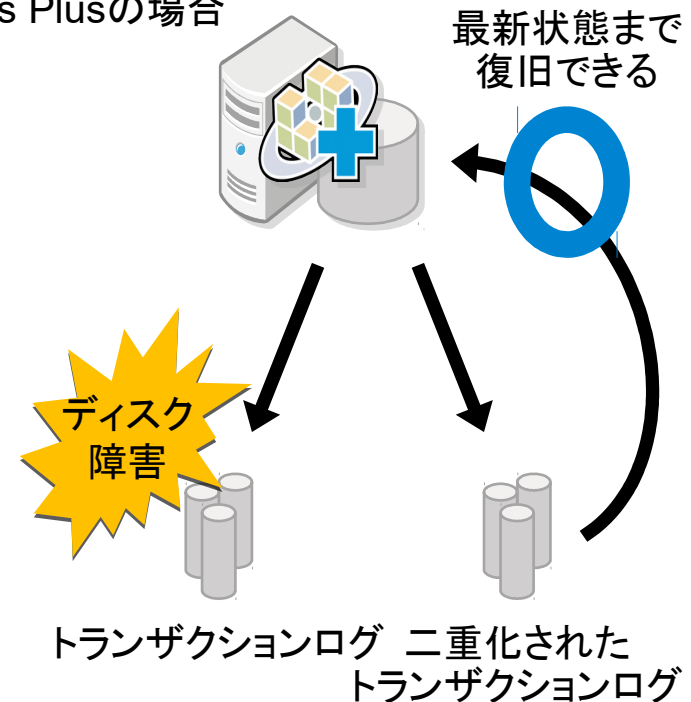 s Plusの場合
最新状態まで
復旧できる
ディスク
障害
トランザクションログ
二重化された
トランザクションログ